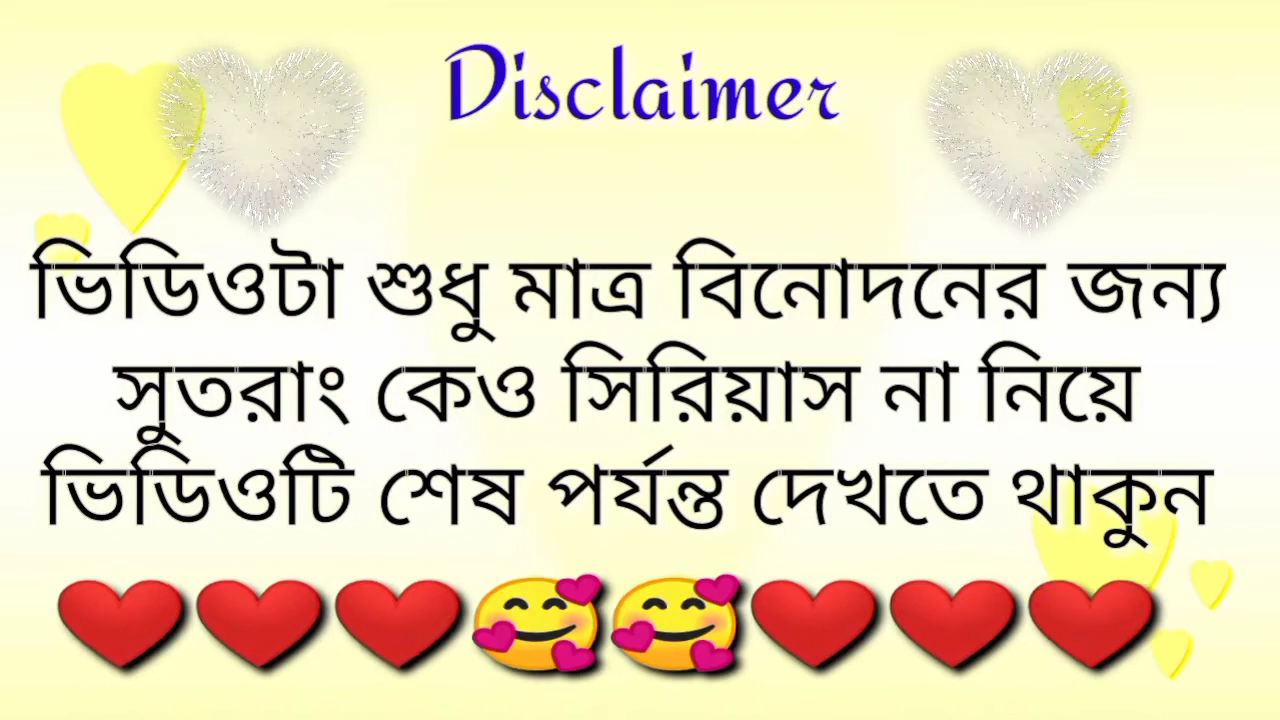 Disclaimer
ভিডিওটা শুধু মাত্র বিনোদনের জন্য
সুতরাং কেও সিরিয়াস না নিয়ে
ভিডিওটি শেষ পর্যন্ত দেখতে থাকুন
❤️❤️❤️🥰🥰❤️❤️❤️